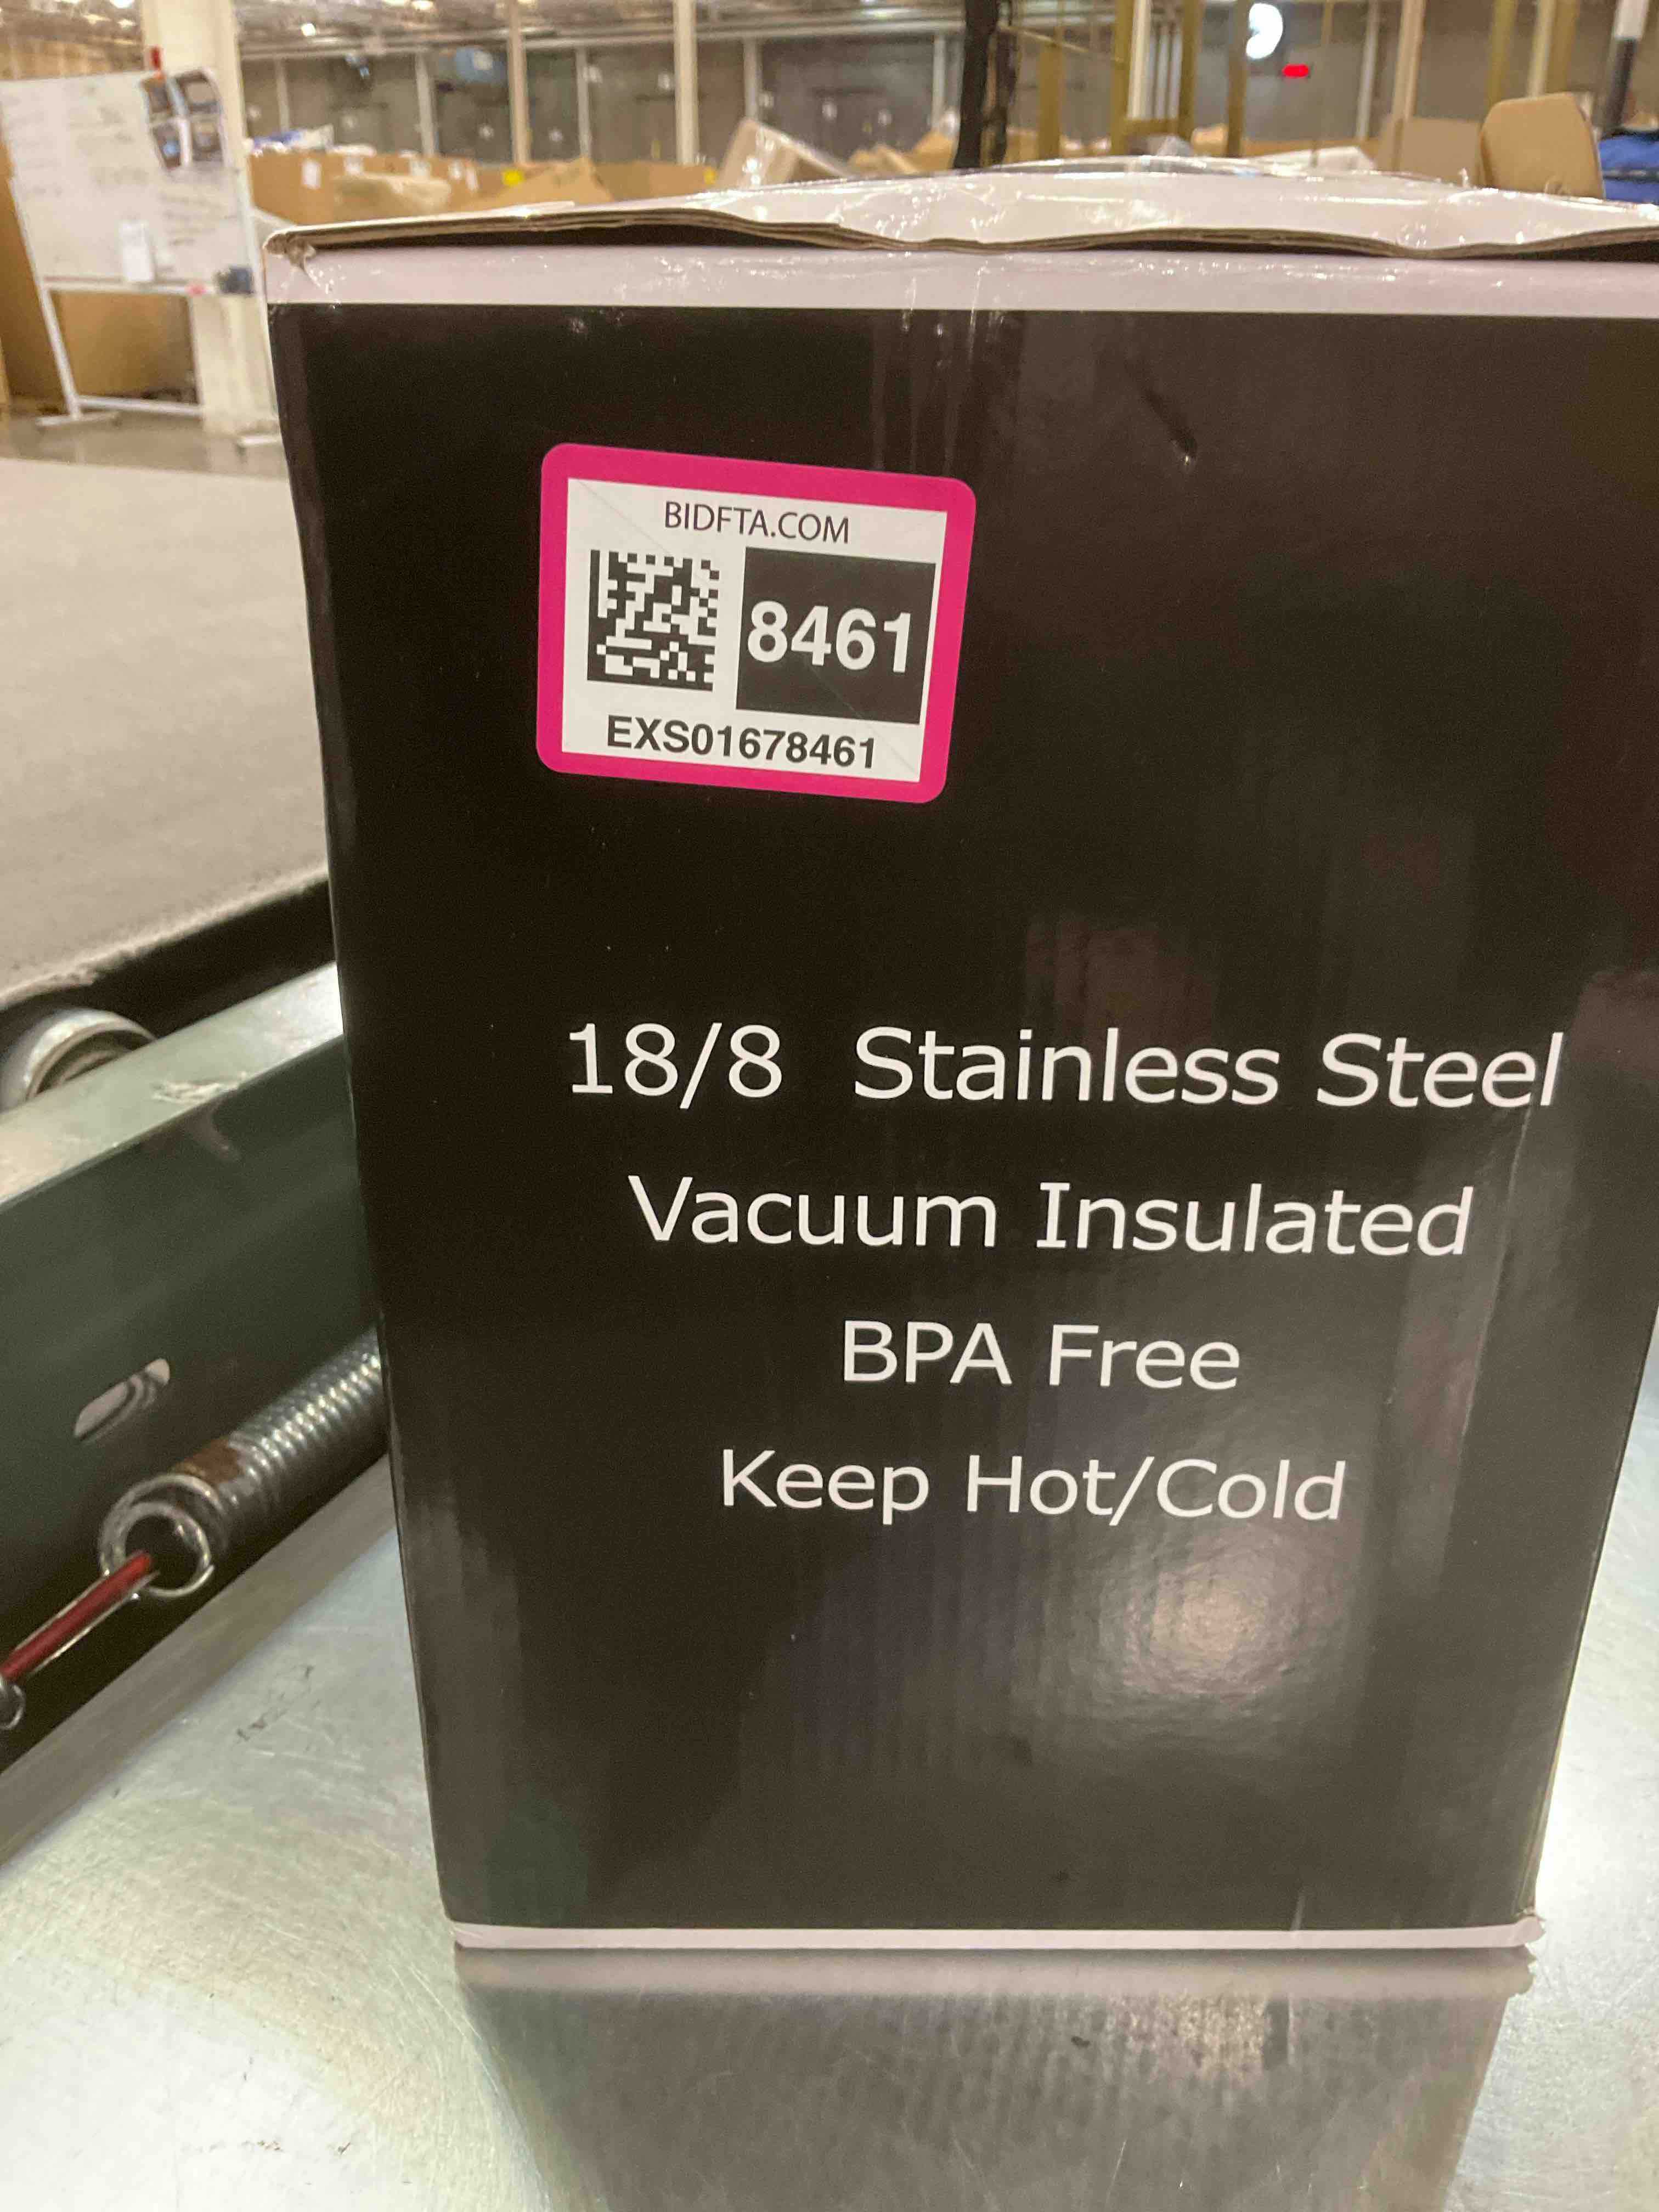 BIDFTA.COM
8461
EXS01678461
18/8 Stainless Steel
Vacuum Insulated
BPA Free
Keep Hot/Cold